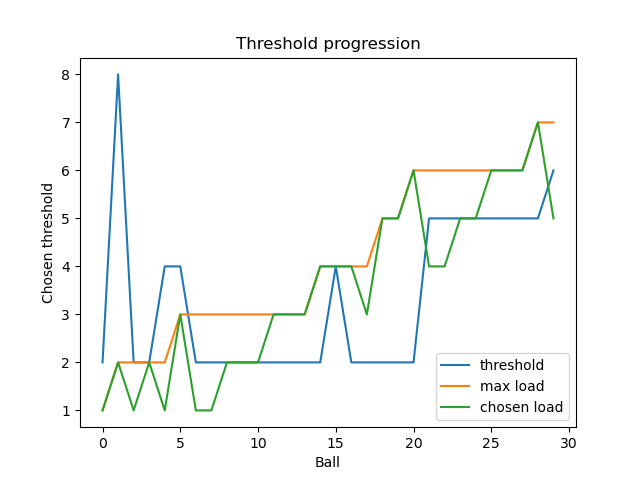 Threshold progression
Chosen threshold
8
7
6
5
4
3
2
1
0
5
10
15
20
25
30
Ball
threshold
max load
chosen load